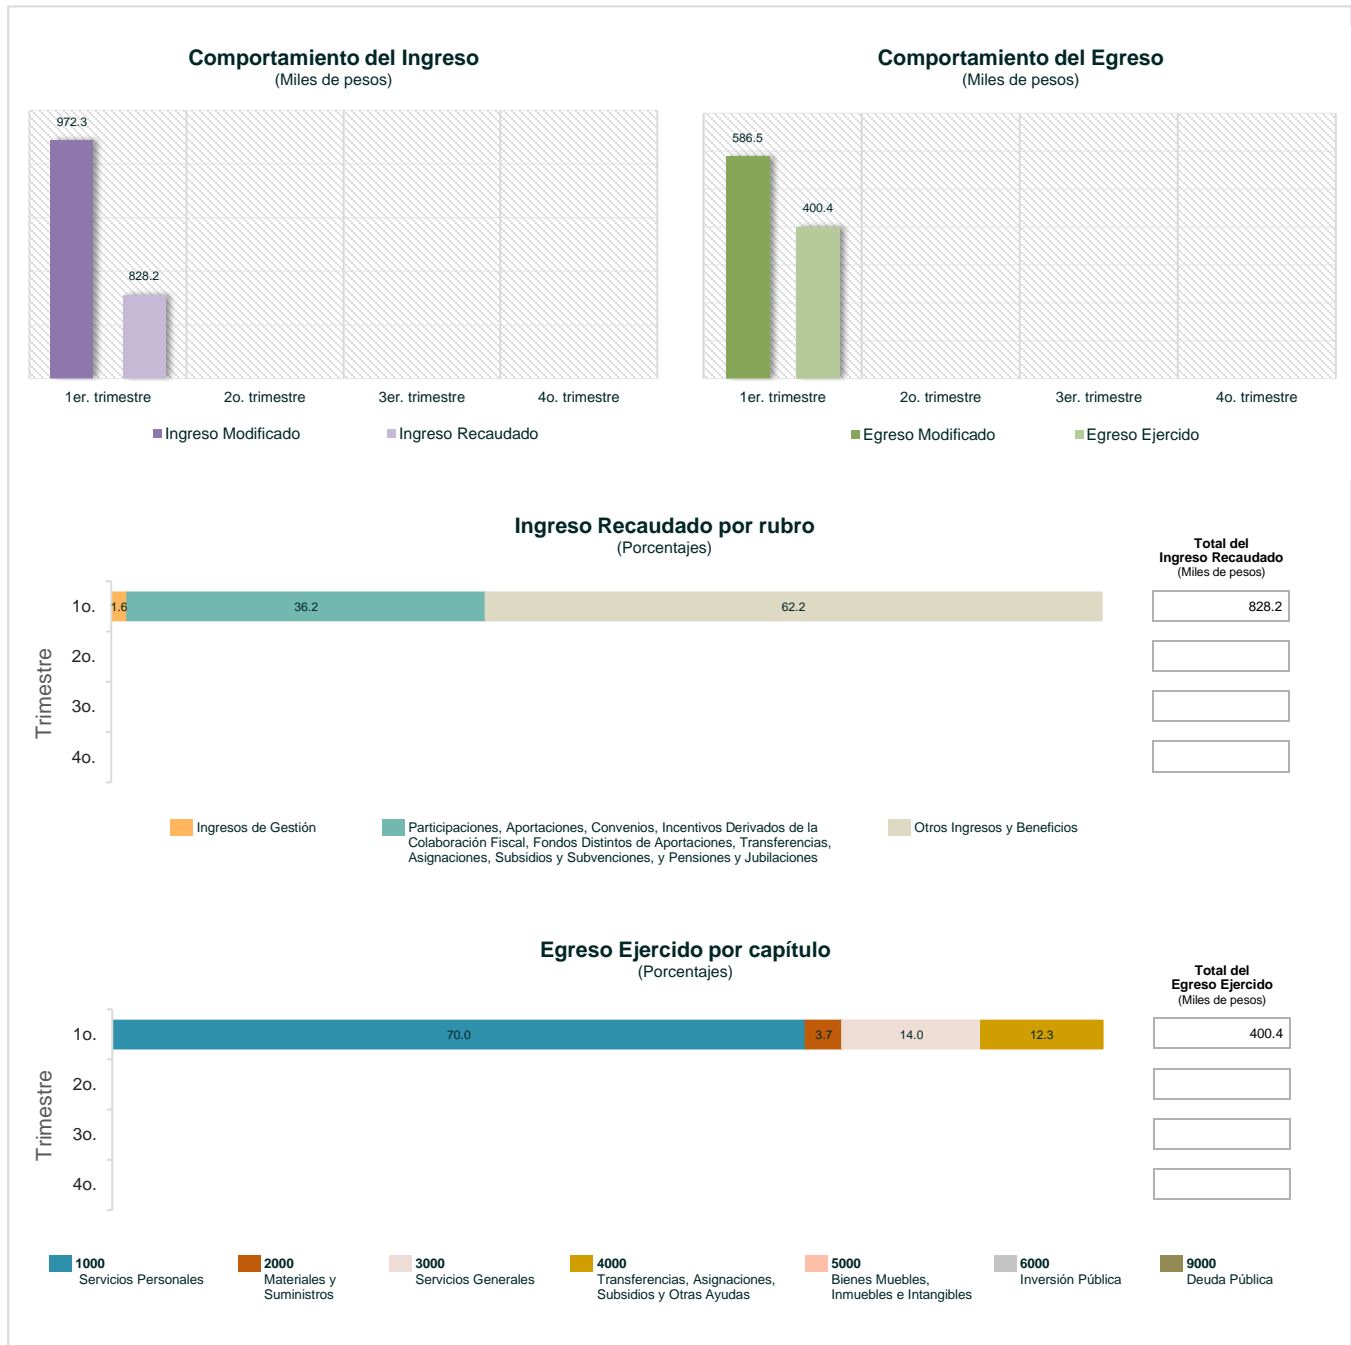 Comportamiento del Ingreso
(Miles de pesos)
972.3
828.2
1er. trimestre 2o. trimestre 3er. trimestre 4o. trimestre
Ingreso Modificado Ingreso Recaudado
Comportamiento del Egreso
(Miles de pesos)
586.5
400.4
1er. trimestre 2o. trimestre 3er. trimestre 4o. trimestre
Egreso Modificado Egreso Ejercido
Ingreso Recaudado por rubro
(Porcentajes)
Total del
Ingreso Recaudado
(Miles de pesos)
Trimestre
1o. 1.6 36.2 62.2 828.2
2o.
3o.
4o.
Ingresos de Gestión
Participaciones, Aportaciones, Convenios, Incentivos Derivados de la
Colaboración Fiscal, Fondos Distintos de Aportaciones, Transferencias,
Asignaciones, Subsidios y Subvenciones, y Pensiones y Jubilaciones
Otros Ingresos y Beneficios
Egreso Ejercido por capítulo
(Porcentajes)
Total del
Egreso Ejercido
(Miles de pesos)
Trimestre
1o. 70.0 3.7 14.0 12.3 400.4
2o.
3o.
4o.
1000
Servicios Personales
2000
Materiales y
Suministros
3000
Servicios Generales
4000
Transferencias, Asignaciones,
Subsidios y Otras Ayudas
5000
Bienes Muebles,
Inmuebles e Intangibles
6000
Inversión Pública
9000
Deuda Pública